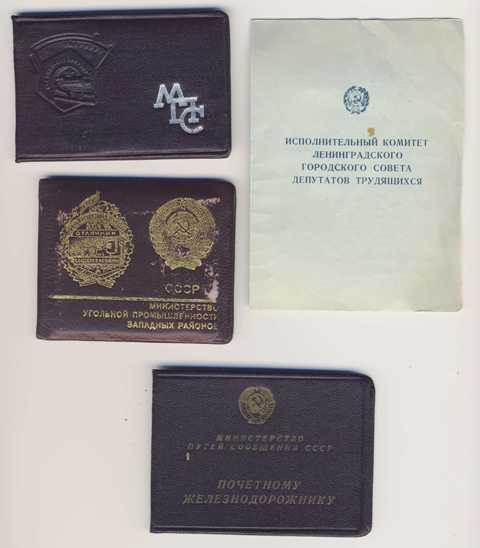 МПС
ИСПОЛНИТЕЛЬНЫЙ КОМИТЕТ
ЛЕНИНГРАДСКОГО
ГОРОДСКОГО СОВЕТА
ДЕПУТАТОВ ТРУДЯЩИХСЯ
ОТЛИЧНИК
СССР
МИНИСТЕРСТВО
УГОЛЬНОЙ ПРОМЫШЛЕННОСТИ
ЗАПАДНЫХ РАЙОНОВ
МИНИСТЕРСТВО
ПУТЕЙ СООБЩЕНИЯ СССР
ПОЧЕТНОМУ
ЖЕЛЕЗНОДОРОЖНИКУ